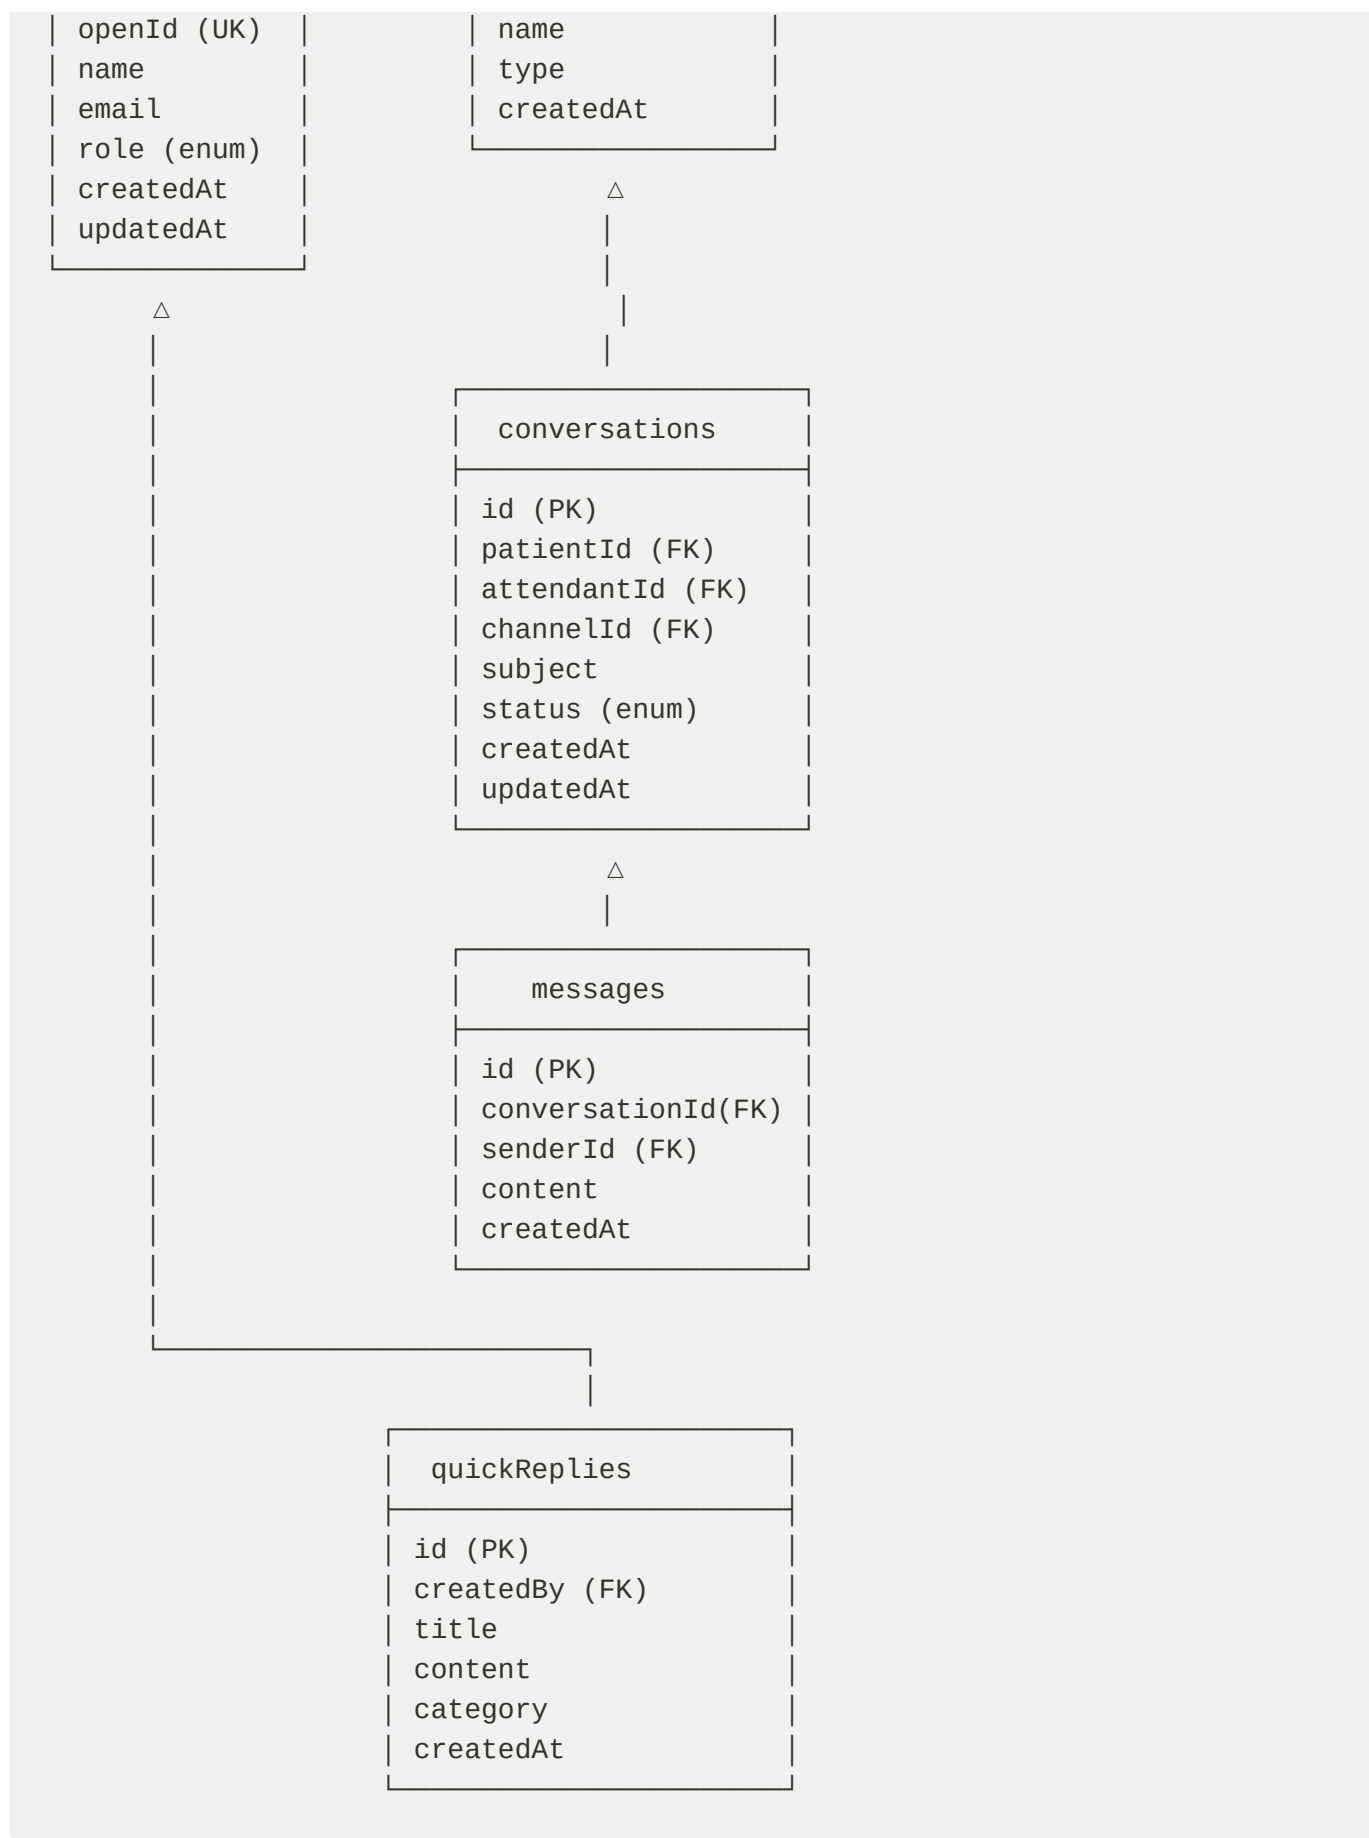 openId (UK) name
name type
email createdAt
role (enum)
createdAt
updatedAt
conversations
id (PK)
patientId (FK)
attendantId (FK)
channelId (FK)
subject
status (enum)
createdAt
updatedAt
messages
id (PK)
conversationId(FK)
senderId (FK)
content
createdAt
quickReplies
id (PK)
createdBy (FK)
title
content
category
createdAt